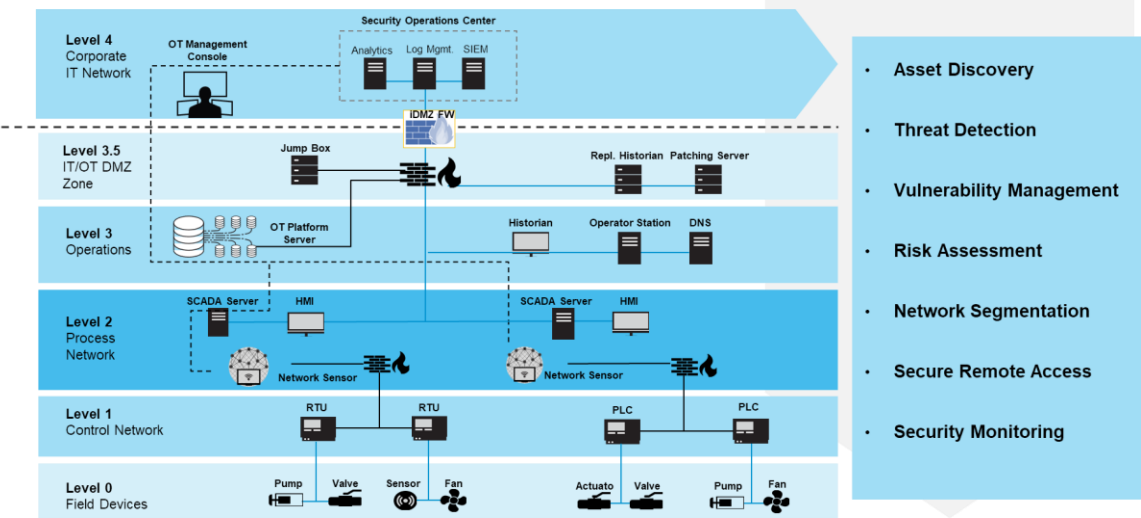 Level 4
Corporate
IT Network
OT Management
Console
Security Operations Center
Analytics
Log Mgmt.
SIEM
iDMZ FW
Level 3.5
IT/OT DMZ
Zone
Jump Box
Repl. Historian
Patching Server
Level 3
Operations
OT Platform
Server
Historian
Operator Station
DNS
Level 2
Process
Network
SCADA Server
HMI
SCADA Server
HMI
Network Sensor
Network Sensor
Level 1
Control Network
RTU
RTU
PLC
PLC
Level 0
Field Devices
Pump
Valve
Sensor
Fan
Actuato
Valve
Pump
Fan
• Asset Discovery
• Threat Detection
• Vulnerability Management
• Risk Assessment
• Network Segmentation
• Secure Remote Access
• Security Monitoring